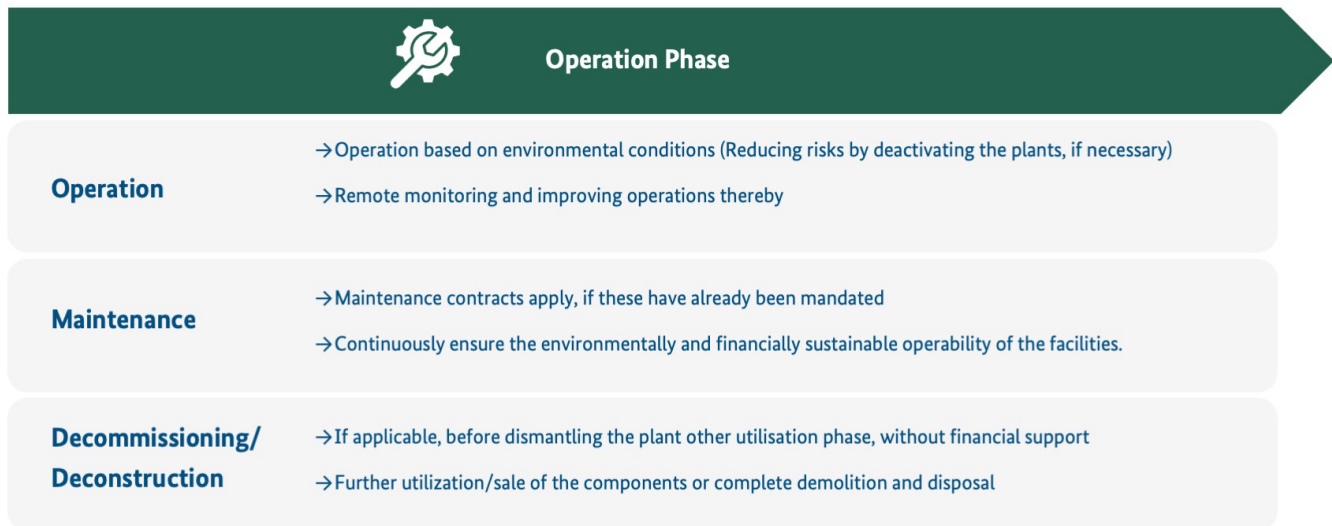 Operation Phase
Operation
→Operation based on environmental conditions (Reducing risks by deactivating the plants, if necessary)
→Remote monitoring and improving operations thereby
Maintenance
→Maintenance contracts apply, if these have already been mandated
→Continuously ensure the environmentally and financially sustainable operability of the facilities.
Decommissioning/
Deconstruction
→If applicable, before dismantling the plant other utilisation phase, without financial support
→Further utilization/sale of the components or complete demolition and disposal